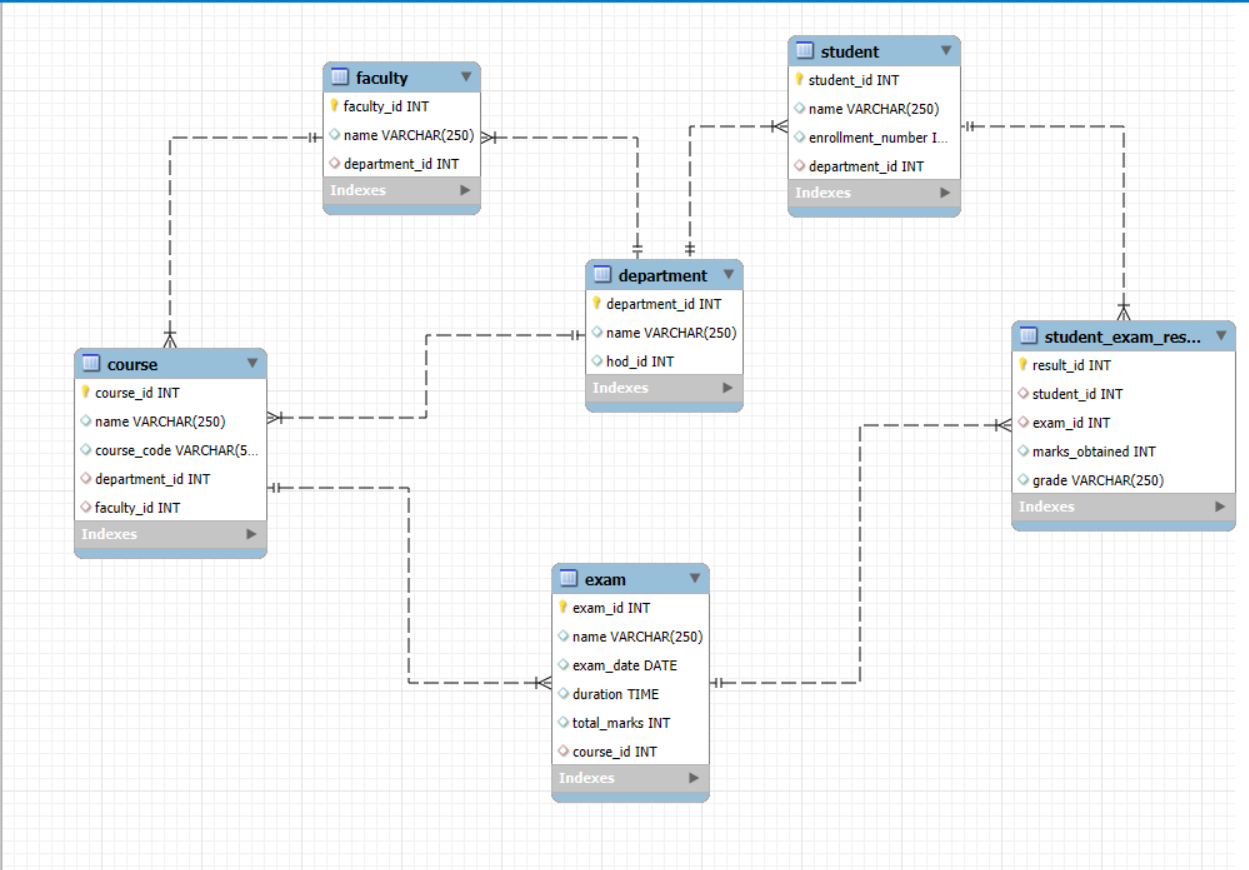 faculty
faculty_id INT
name VARCHAR(250)
department_id INT
Indexes
student
student_id INT
name VARCHAR(250)
enrollment_number I...
department_id INT
Indexes
department
department_id INT
name VARCHAR(250)
hod_id INT
Indexes
course
course_id INT
name VARCHAR(250)
course_code VARCHAR(5...
department_id INT
faculty_id INT
Indexes
student_exam_res...
result_id INT
student_id INT
exam_id INT
marks_obtained INT
grade VARCHAR(250)
Indexes
exam
exam_id INT
name VARCHAR(250)
exam_date DATE
duration TIME
total_marks INT
course_id INT
Indexes